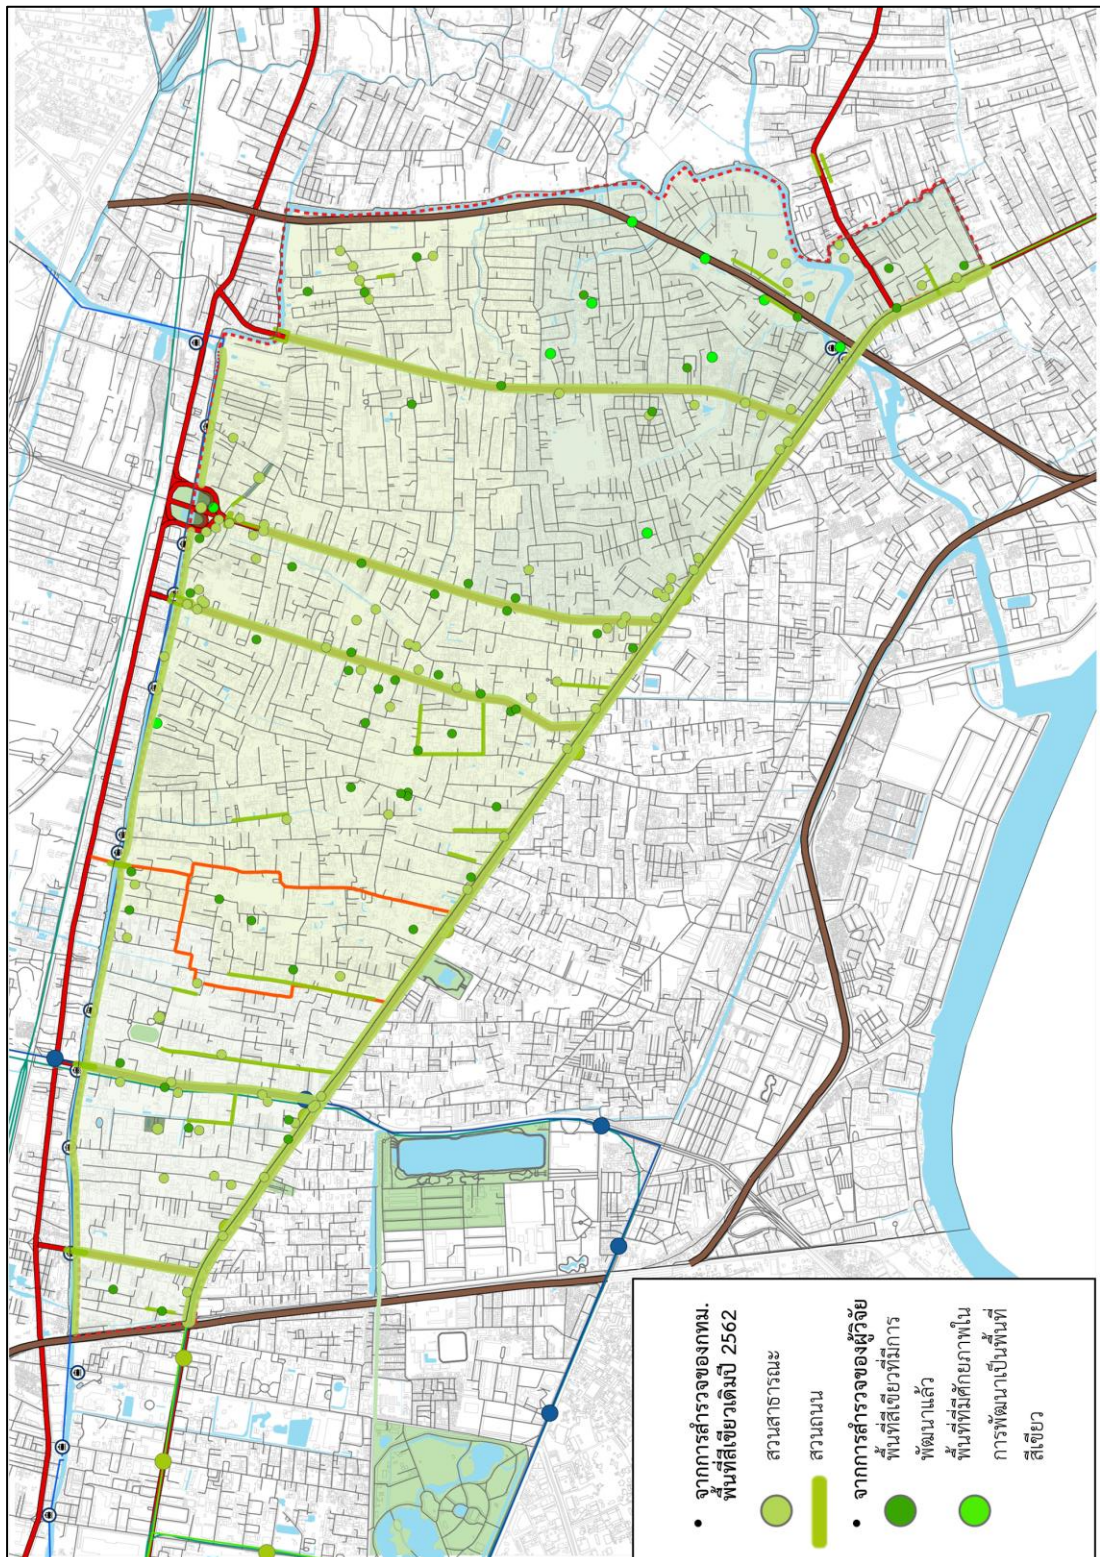 • จากการสำรวจของกทม.
พื้นที่สีเขียวเดิมปี 2562
สวนสาธารณะ
สวนถนน
• จากการสำรวจของผู้วิจัย
พื้นที่สีเขียวที่มีการ
พัฒนาแล้ว
พื้นที่ที่มีศักยภาพใน
การพัฒนาเป็นพื้นที่
สีเขียว